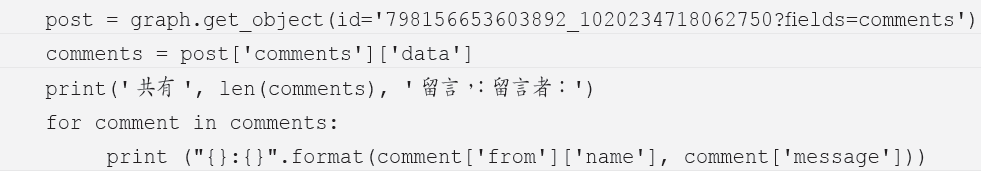 post = graph.get_object(id='798156653603892_1020234718062750?fields=comments')
comments = post['comments']['data']
print('共有 ', len(comments), '留言，：留言者：')
for comment in comments:
print ("{}:{}".format(comment['from']['name'], comment['message']))